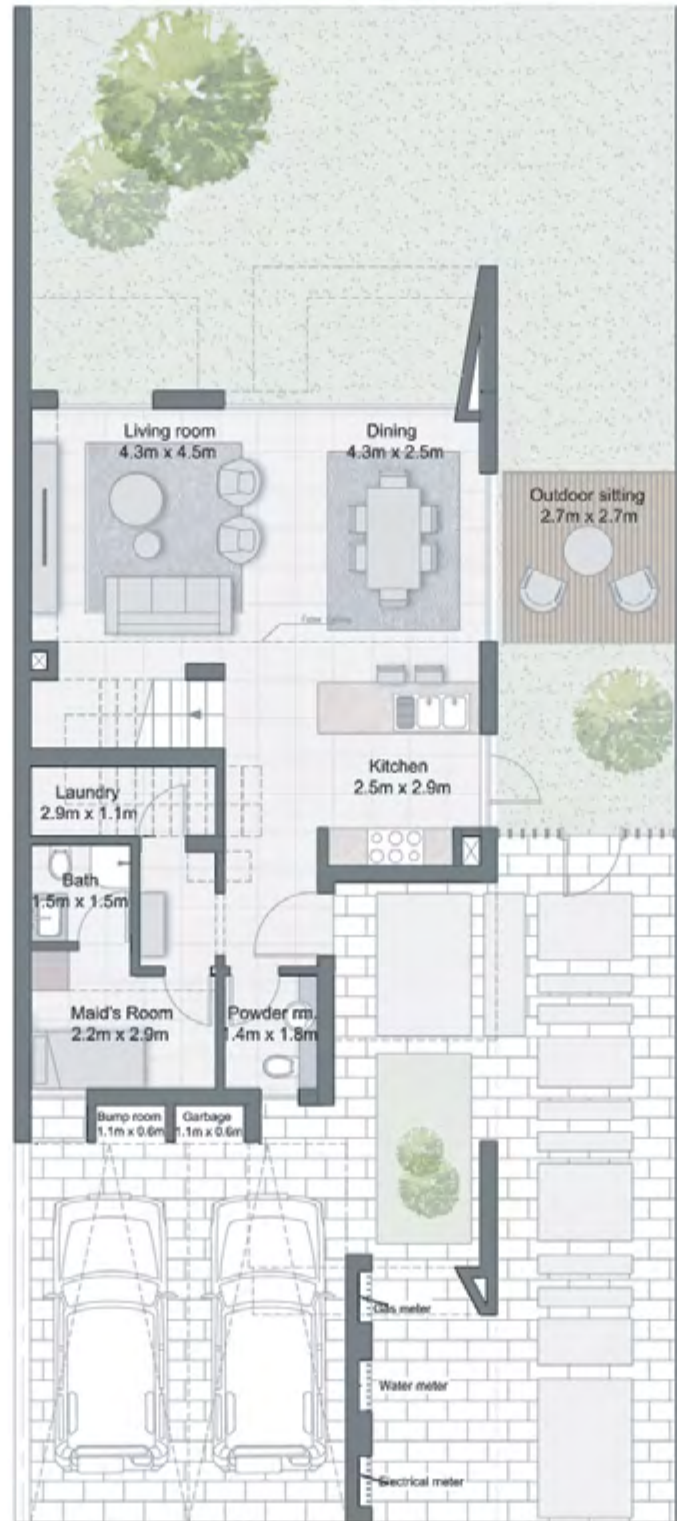 Living room
4.3m x 4.5m
Dining
4.3m x 2.5m
Outdoor sitting
2.7m x 2.7m
Kitchen
2.5m x 2.9m
Laundry
2.9m x 1.1m
Bath
1.5m x 1.5m
Maid's Room
2.2m x 2.9m
Powder rm.
1.4m x 1.8m
Bump room
1.1m x 0.6m
Garbage
1.1m x 0.6m
Gas meter
Water meter
Electrical meter